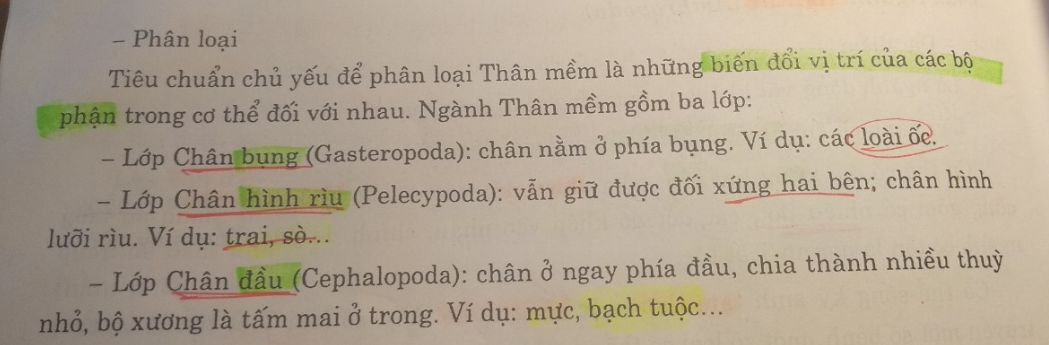 – Phân loại
Tiêu chuẩn chủ yếu để phân loại Thân mềm là những biến đổi vị trí của các bộ
phận trong cơ thể đối với nhau. Ngành Thân mềm gồm ba lớp:
– Lớp Chân bụng (Gasteropoda): chân nằm ở phía bụng. Ví dụ: các loài ốc.
– Lớp Chân hình rìu (Pelecypoda): vẫn giữ được đối xứng hai bên; chân hình
lưỡi rìu. Ví dụ: trai, sò...
– Lớp Chân đầu (Cephalopoda): chân ở ngay phía đầu, chia thành nhiều thuỳ
nhỏ, bộ xương là tấm mai ở trong. Ví dụ: mực, bạch tuộc...